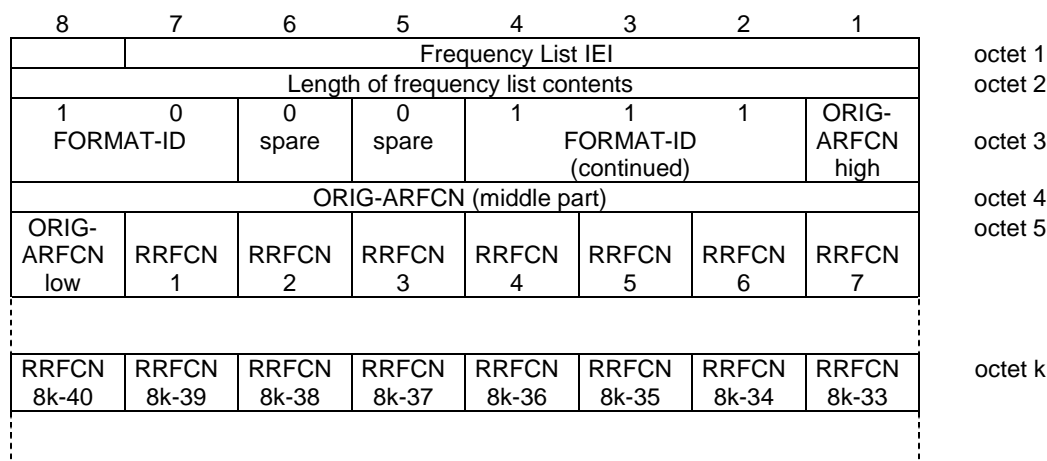 8 7 6 5 4 3 2 1
Frequency List IEI octet 1
Length of frequency list contents octet 2
1 0 0 0 1 1 1 ORIG-
FORMAT-ID spare spare FORMAT-ID ARFCN octet 3
(continued) high
ORIG-ARFCN (middle part) octet 4
ORIG- octet 5
ARFCN RRFCN RRFCN RRFCN RRFCN RRFCN RRFCN RRFCN
low 1 2 3 4 5 6 7
RRFCN RRFCN RRFCN RRFCN RRFCN RRFCN RRFCN RRFCN octet k
8k-40 8k-39 8k-38 8k-37 8k-36 8k-35 8k-34 8k-33